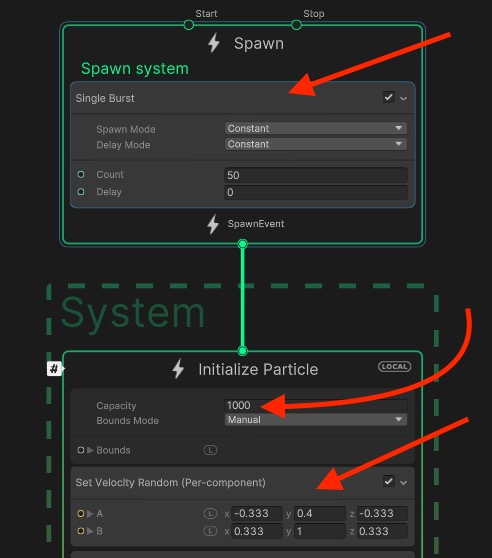 Start Stop
Spawn
Spawn system
Single Burst
Spawn Mode Constant
Delay Mode Constant
Count 50
Delay 0
SpawnEvent
System
# Initialize Particle LOCAL
Capacity 1000
Bounds Mode Manual
Bounds L
Set Velocity Random (Per-component)
A L x -0.333 y 0.4 z -0.333
B L x 0.333 y 1 z 0.333